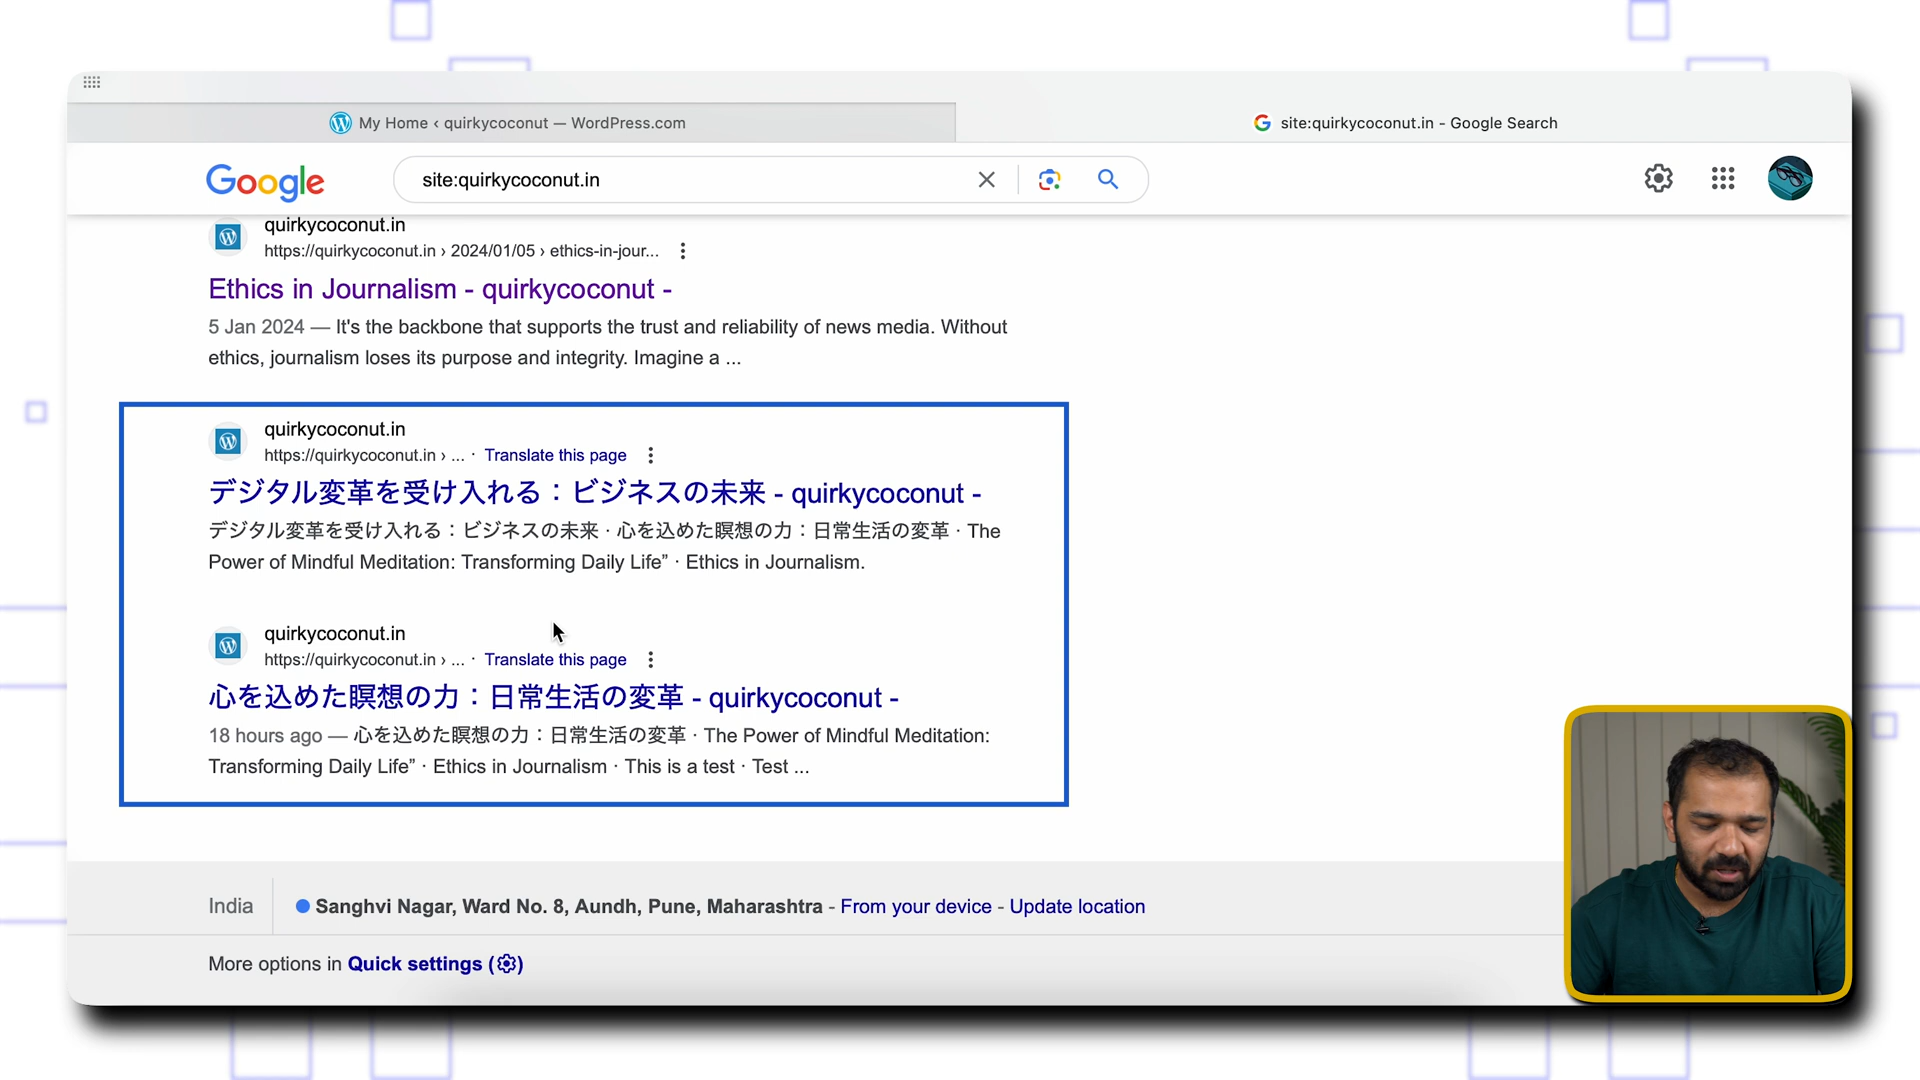 My Home ‹ quirkycoconut — WordPress.com
site:quirkycoconut.in - Google Search
Google
site:quirkycoconut.in
quirkycoconut.in
https://quirkycoconut.in › 2024/01/05 › ethics-in-jour...
Ethics in Journalism - quirkycoconut -
5 Jan 2024 — It's the backbone that supports the trust and reliability of news media. Without
ethics, journalism loses its purpose and integrity. Imagine a ...
quirkycoconut.in
https://quirkycoconut.in › ... · Translate this page
デジタル変革を受け入れる：ビジネスの未来 - quirkycoconut -
デジタル変革を受け入れる：ビジネスの未来 · 心を込めた瞑想の力：日常生活の変革 · The
Power of Mindful Meditation: Transforming Daily Life” · Ethics in Journalism.
quirkycoconut.in
https://quirkycoconut.in › ... · Translate this page
心を込めた瞑想の力：日常生活の変革 - quirkycoconut -
18 hours ago — 心を込めた瞑想の力：日常生活の変革 · The Power of Mindful Meditation:
Transforming Daily Life” · Ethics in Journalism · This is a test · Test ...
India
Sanghvi Nagar, Ward No. 8, Aundh, Pune, Maharashtra - From your device - Update location
More options in Quick settings (⚙)